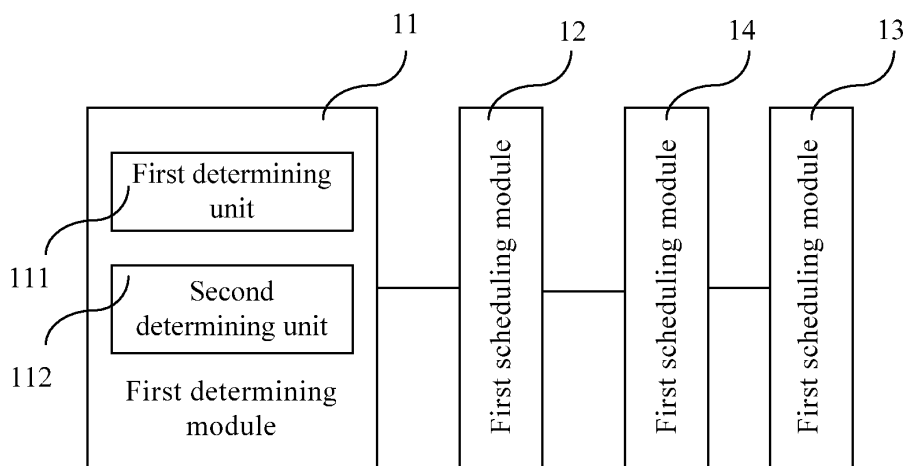 11
12
14
13
First determining
unit
111
Second
determining unit
112
First determining
module
First scheduling module
First scheduling module
First scheduling module